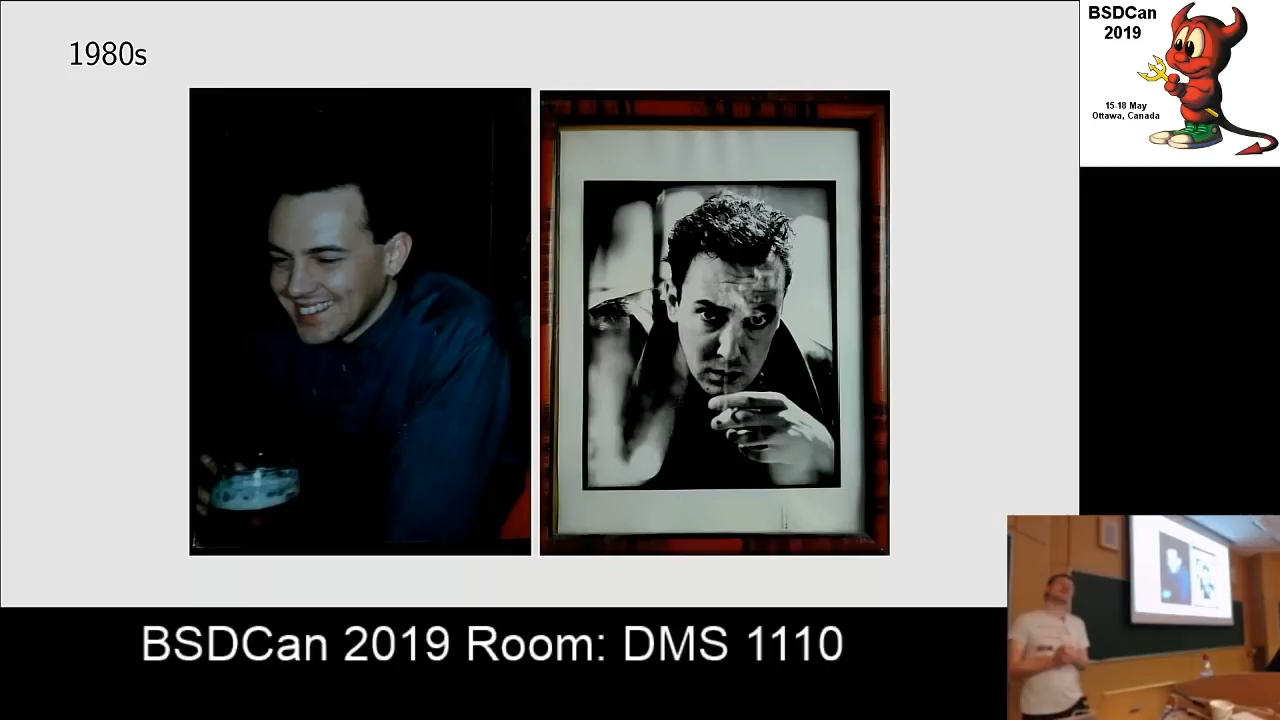 1980s
BSDCan
2019
15-18 May
Ottawa, Canada
BSDCan 2019 Room: DMS 1110